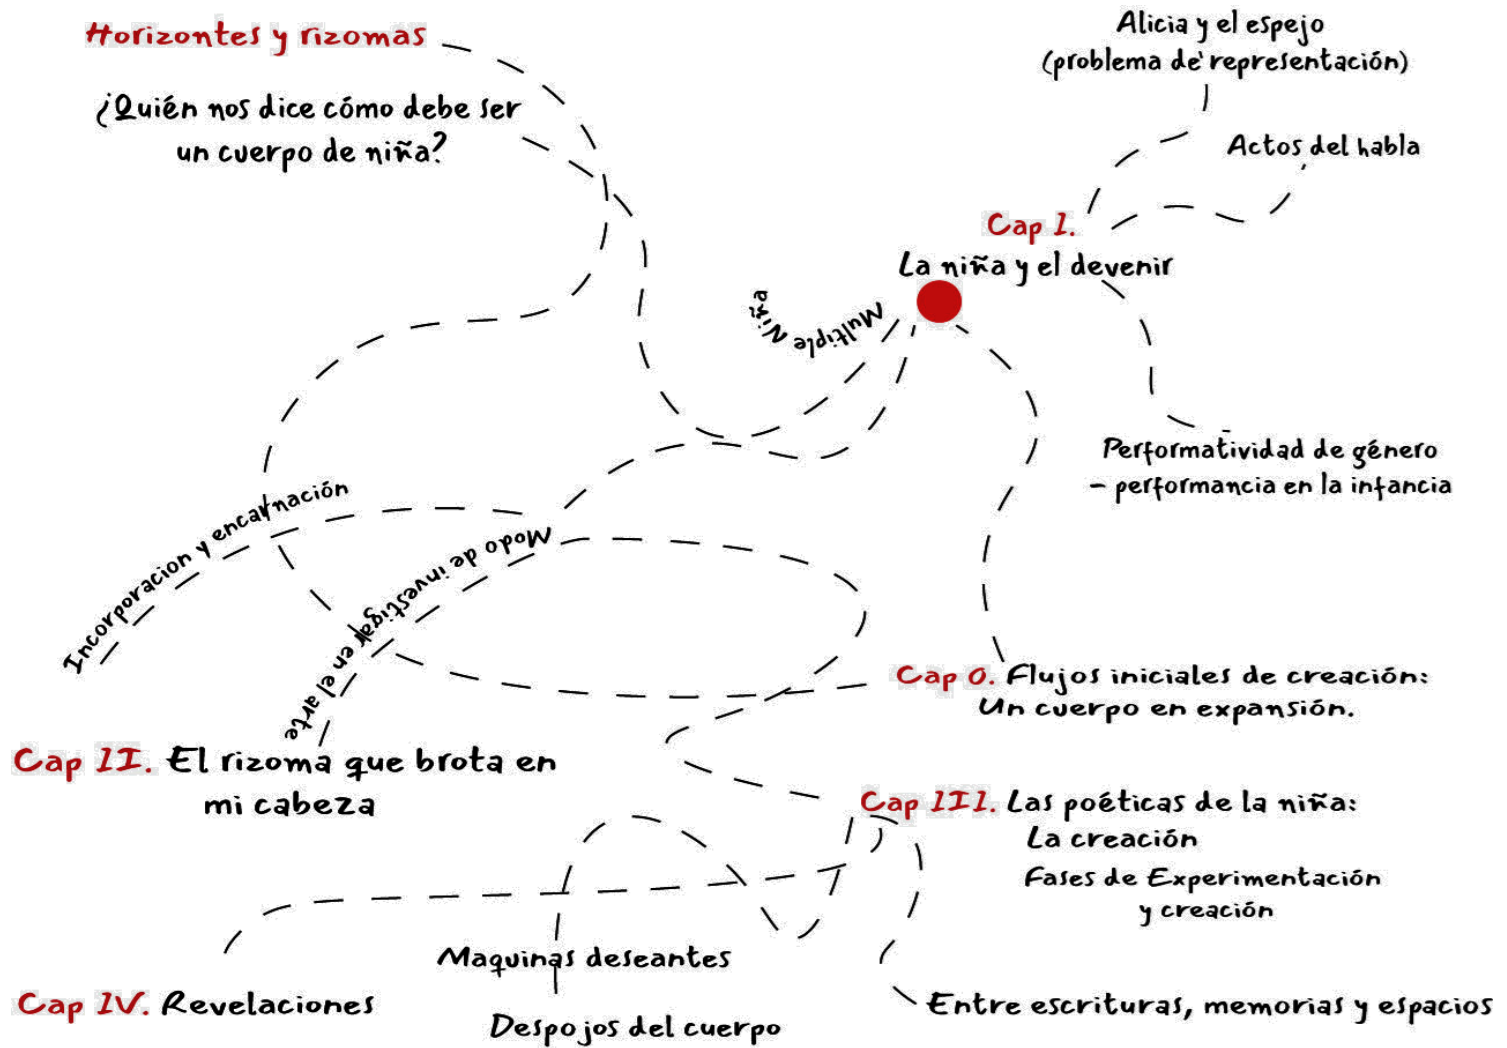 Horizontes y rizomas
¿Quién nos dice cómo debe ser
un cuerpo de niña?
Alicia y el espejo
(problema de representación)
Actos del habla
Cap I.
La niña y el devenir
Multiple Niña
Performatividad de género
- performancia en la infancia
Incorporacion y encarnación
Modo de investigar en el arte
Cap 0. Flujos iniciales de creación:
Un cuerpo en expansión.
Cap II. El rizoma que brota en
mi cabeza
Cap III. Las poéticas de la niña:
La creación
Fases de Experimentación
y creación
Maquinas deseantes
Cap IV. Revelaciones
Despojos del cuerpo
Entre escrituras, memorias y espacios